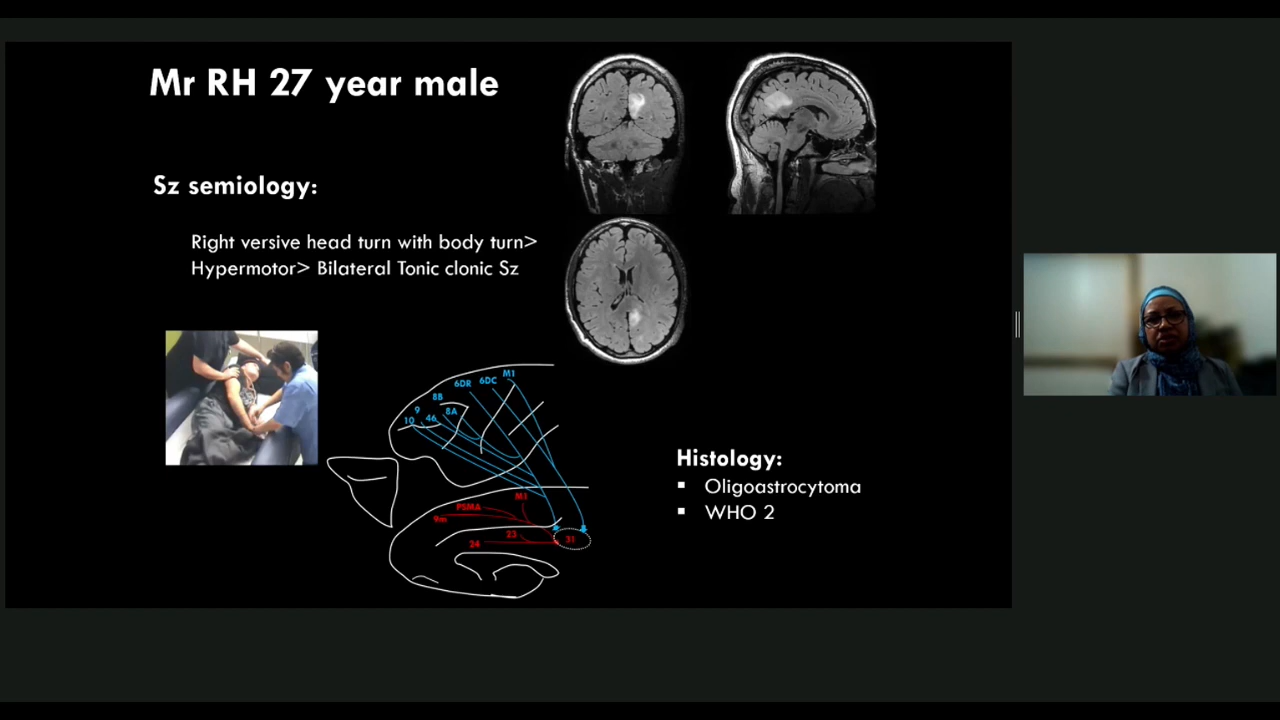 Mr RH 27 year male
Sz semiology:
Right versive head turn with body turn>
Hypermotor> Bilateral Tonic clonic Sz
M1
6DR 6DC
8B
9
10 46 8A
M1
PSMA
9m
23
24
31
Histology:
▪ Oligoastrocytoma
▪ WHO 2